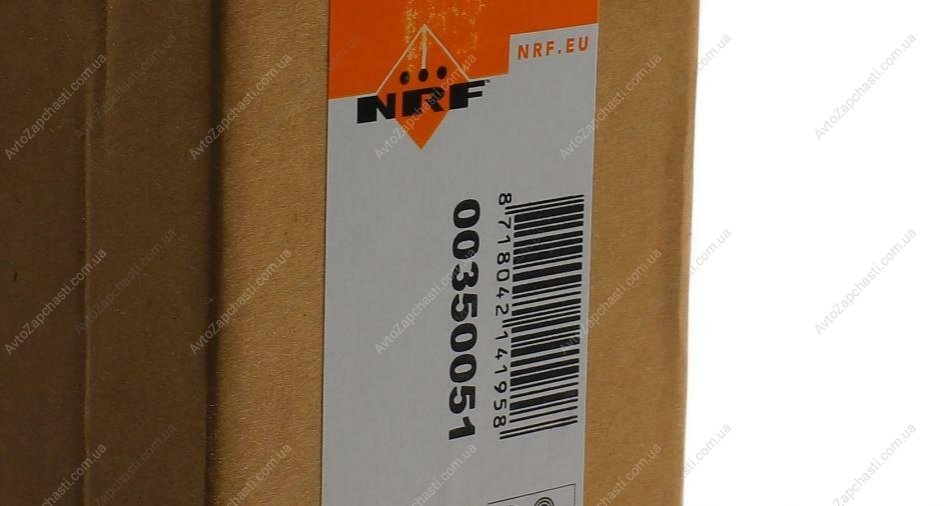 NRF.EU
NRF
00350051
8 718042 141958
AvtoZapchasti.com.ua